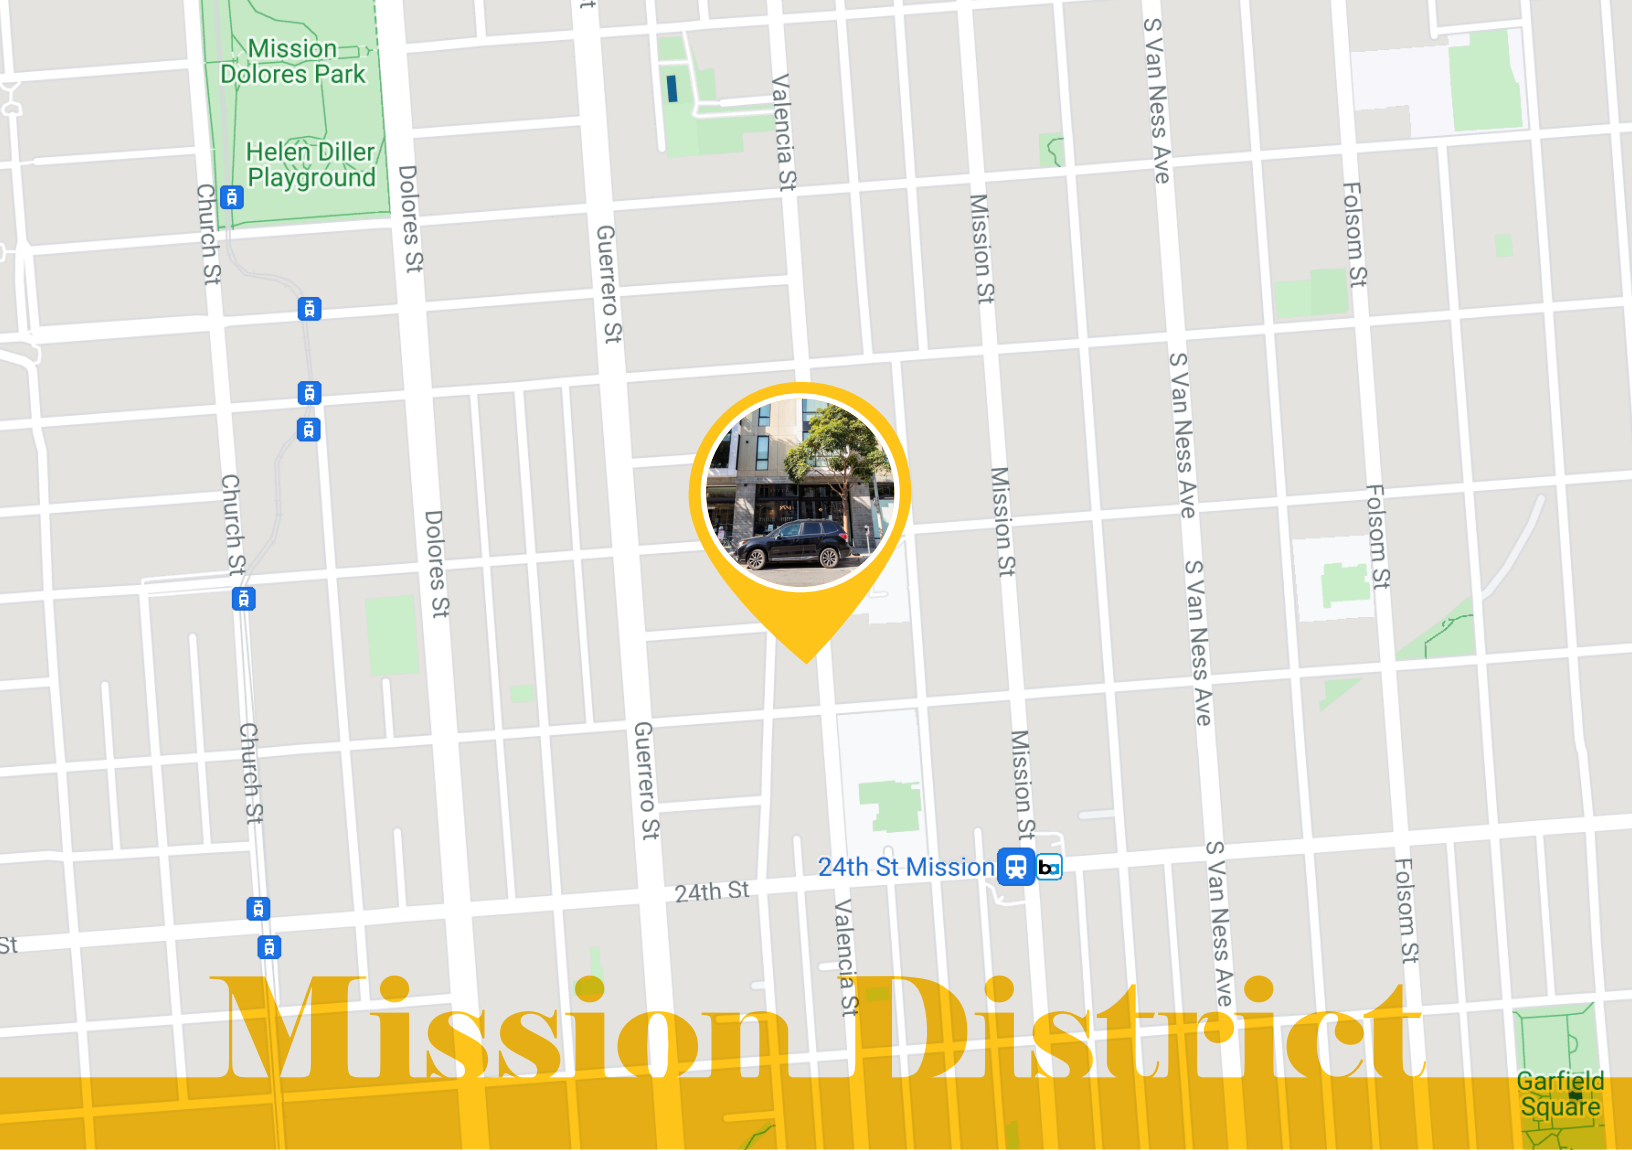 St
Mission
Dolores Park
Helen Diller
Playground
Church St
Dolores St
Guerrero St
Valencia St
Mission St
S Van Ness Ave
Folsom St
S Van Ness Ave
Church St
Dolores St
Mission St
Folsom St
S Van Ness Ave
Church St
Guerrero St
Mission St
24th St Mission
ba
24th St
S Van Ness Ave
Folsom St
Valencia St
St
Mission District
Garfield
Square